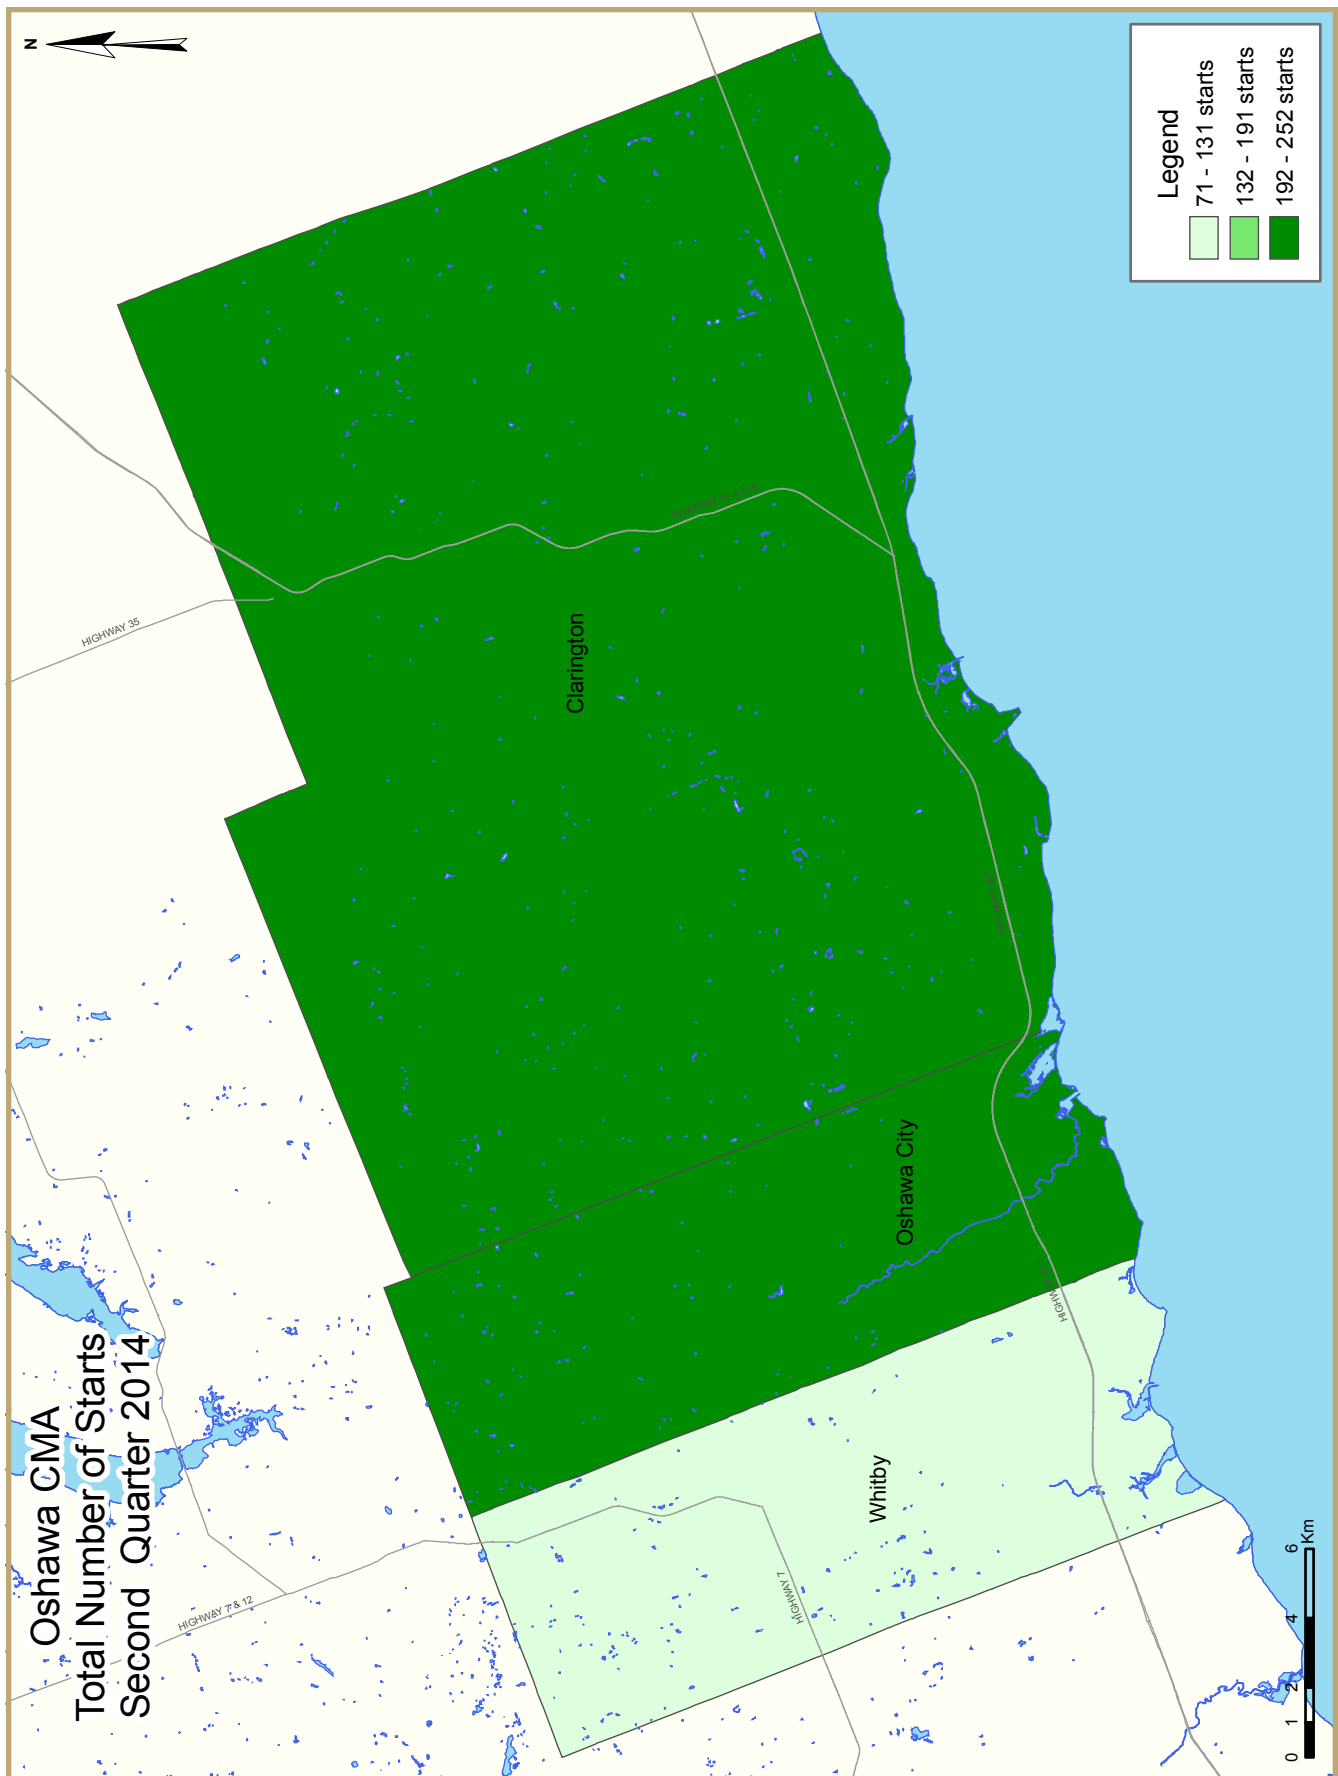 Oshawa CMA
Total Number of Starts
Second Quarter 2014
N
HIGHWAY 35
HIGHWAY 7 & 12
HIGHWAY 7
Clarington
Oshawa City
Whitby
Legend
71 - 131 starts
132 - 191 starts
192 - 252 starts
0 1 2 4 6
Km